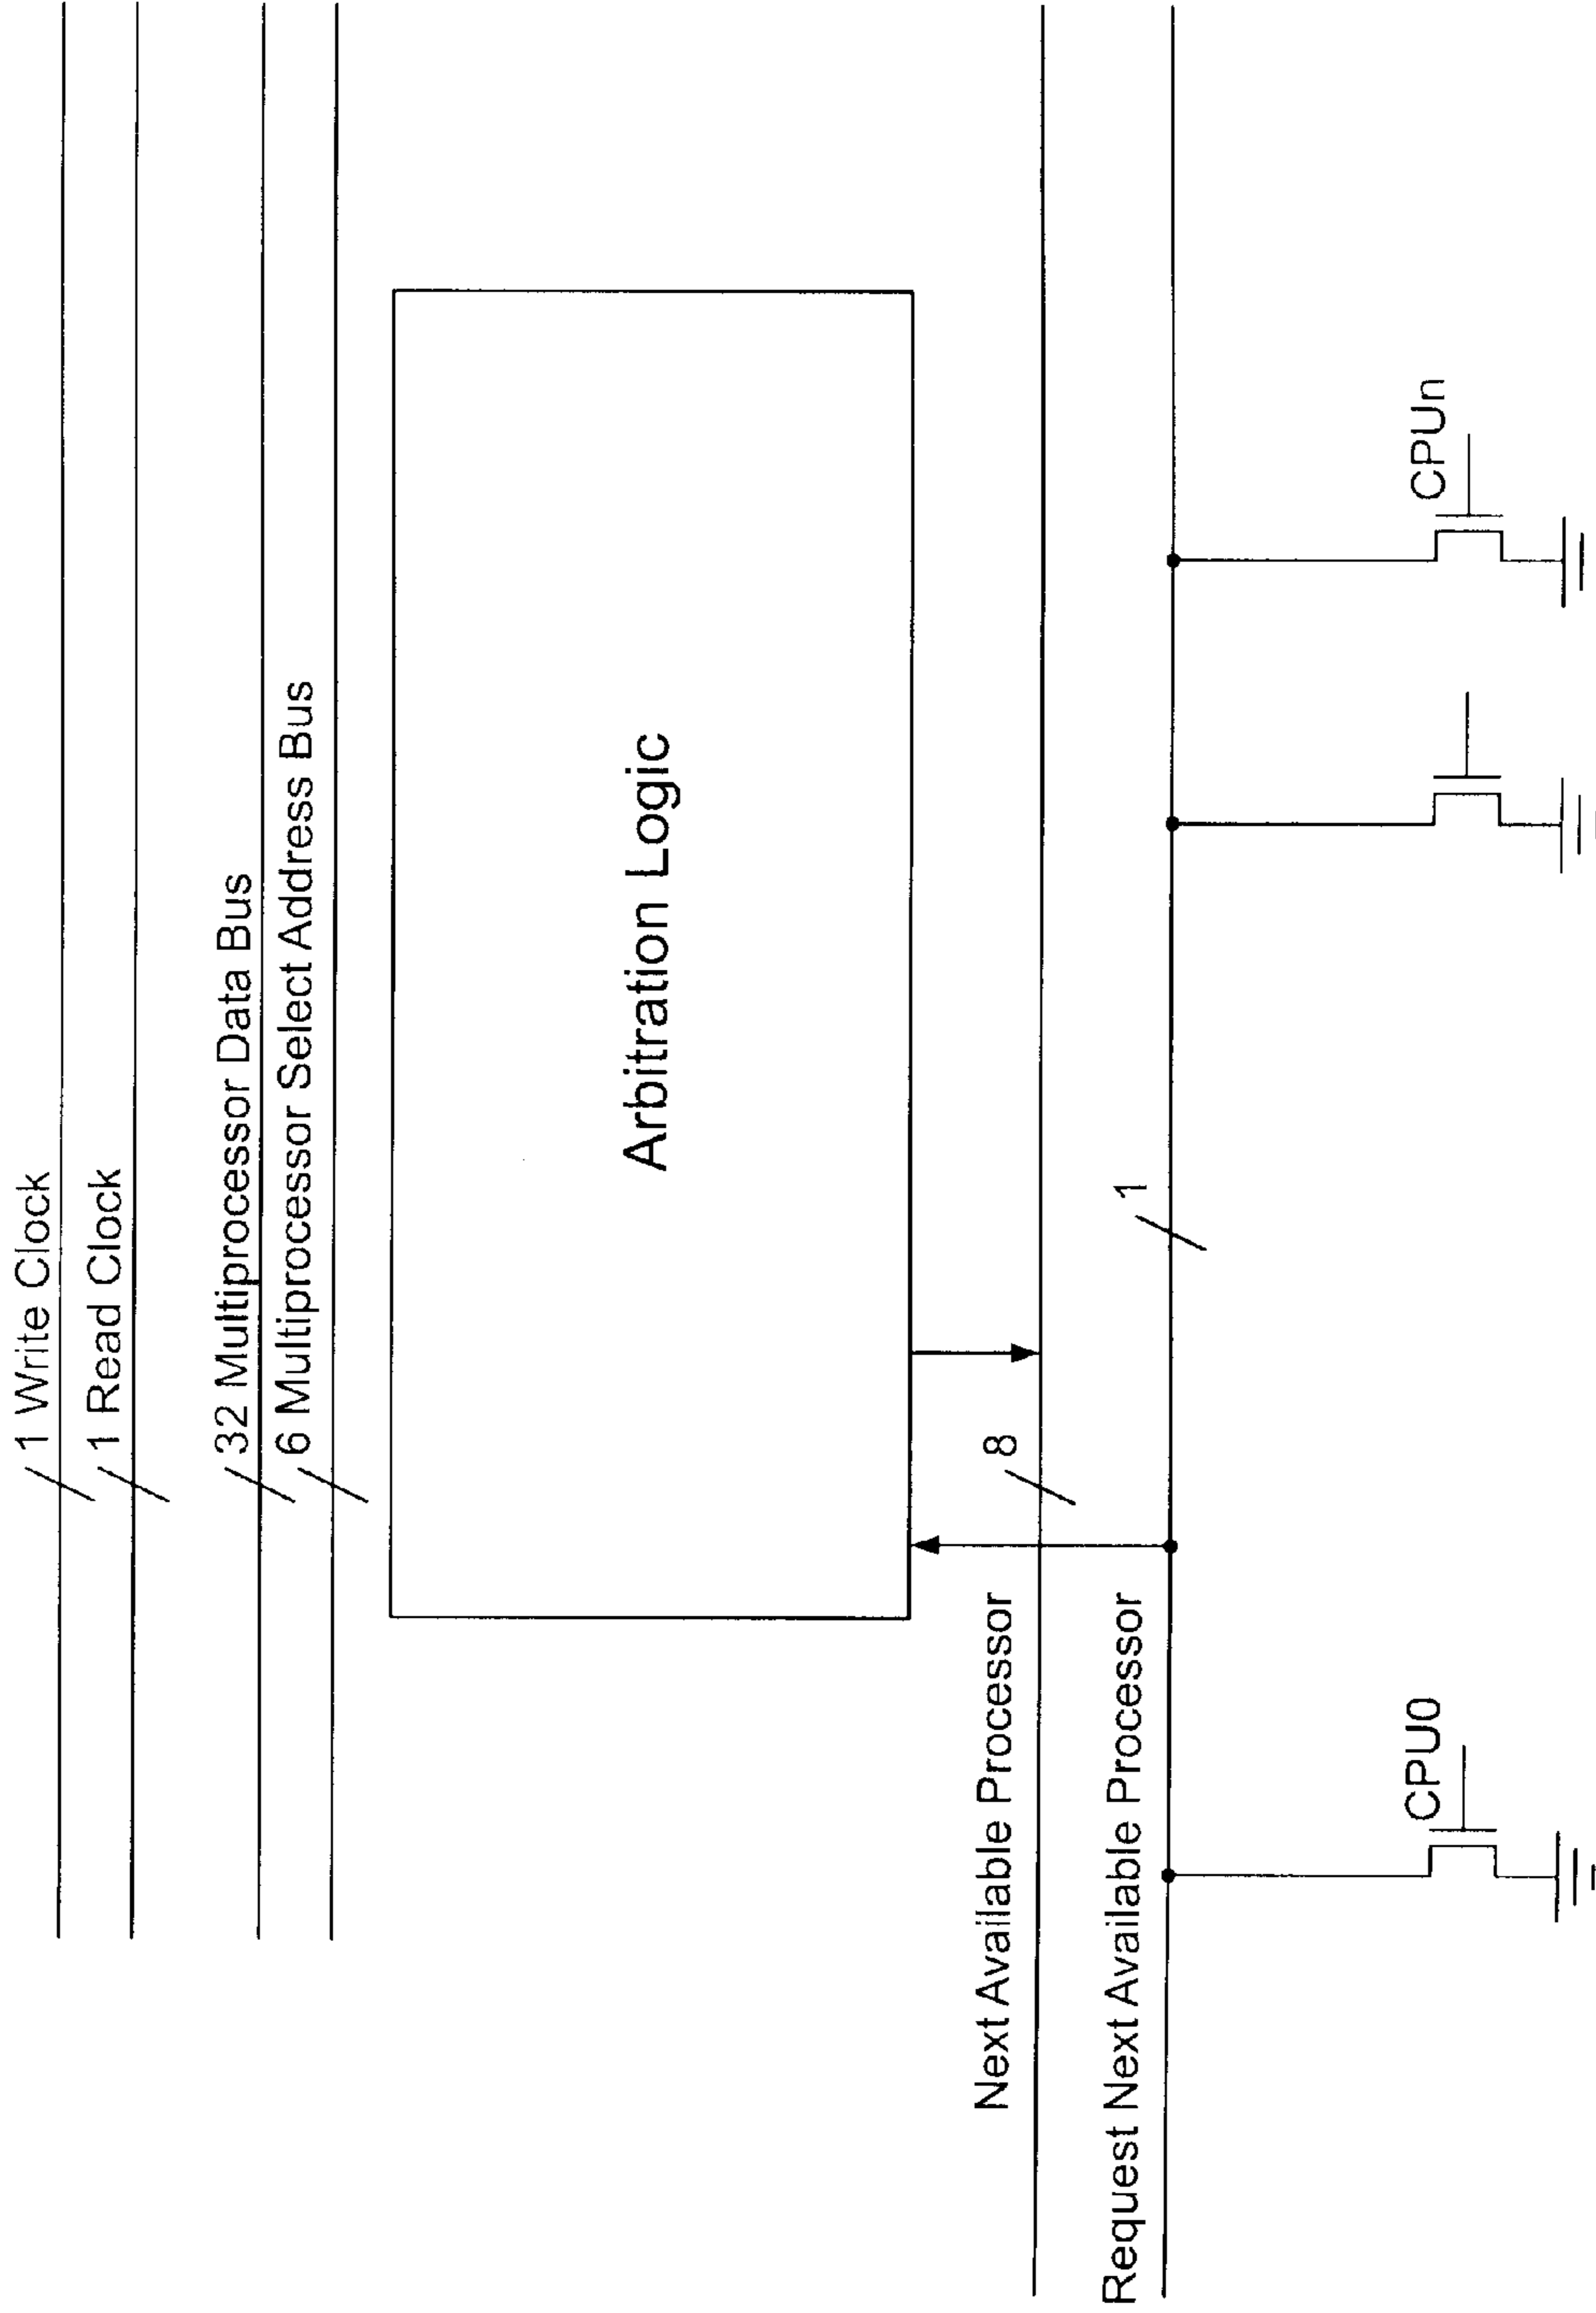 1 Write Clock
1 Read Clock
32 Multiprocessor Data Bus
6 Multiprocessor Select Address Bus
Arbitration Logic
Next Available Processor
8
Request Next Available Processor
1
CPU0
CPUn